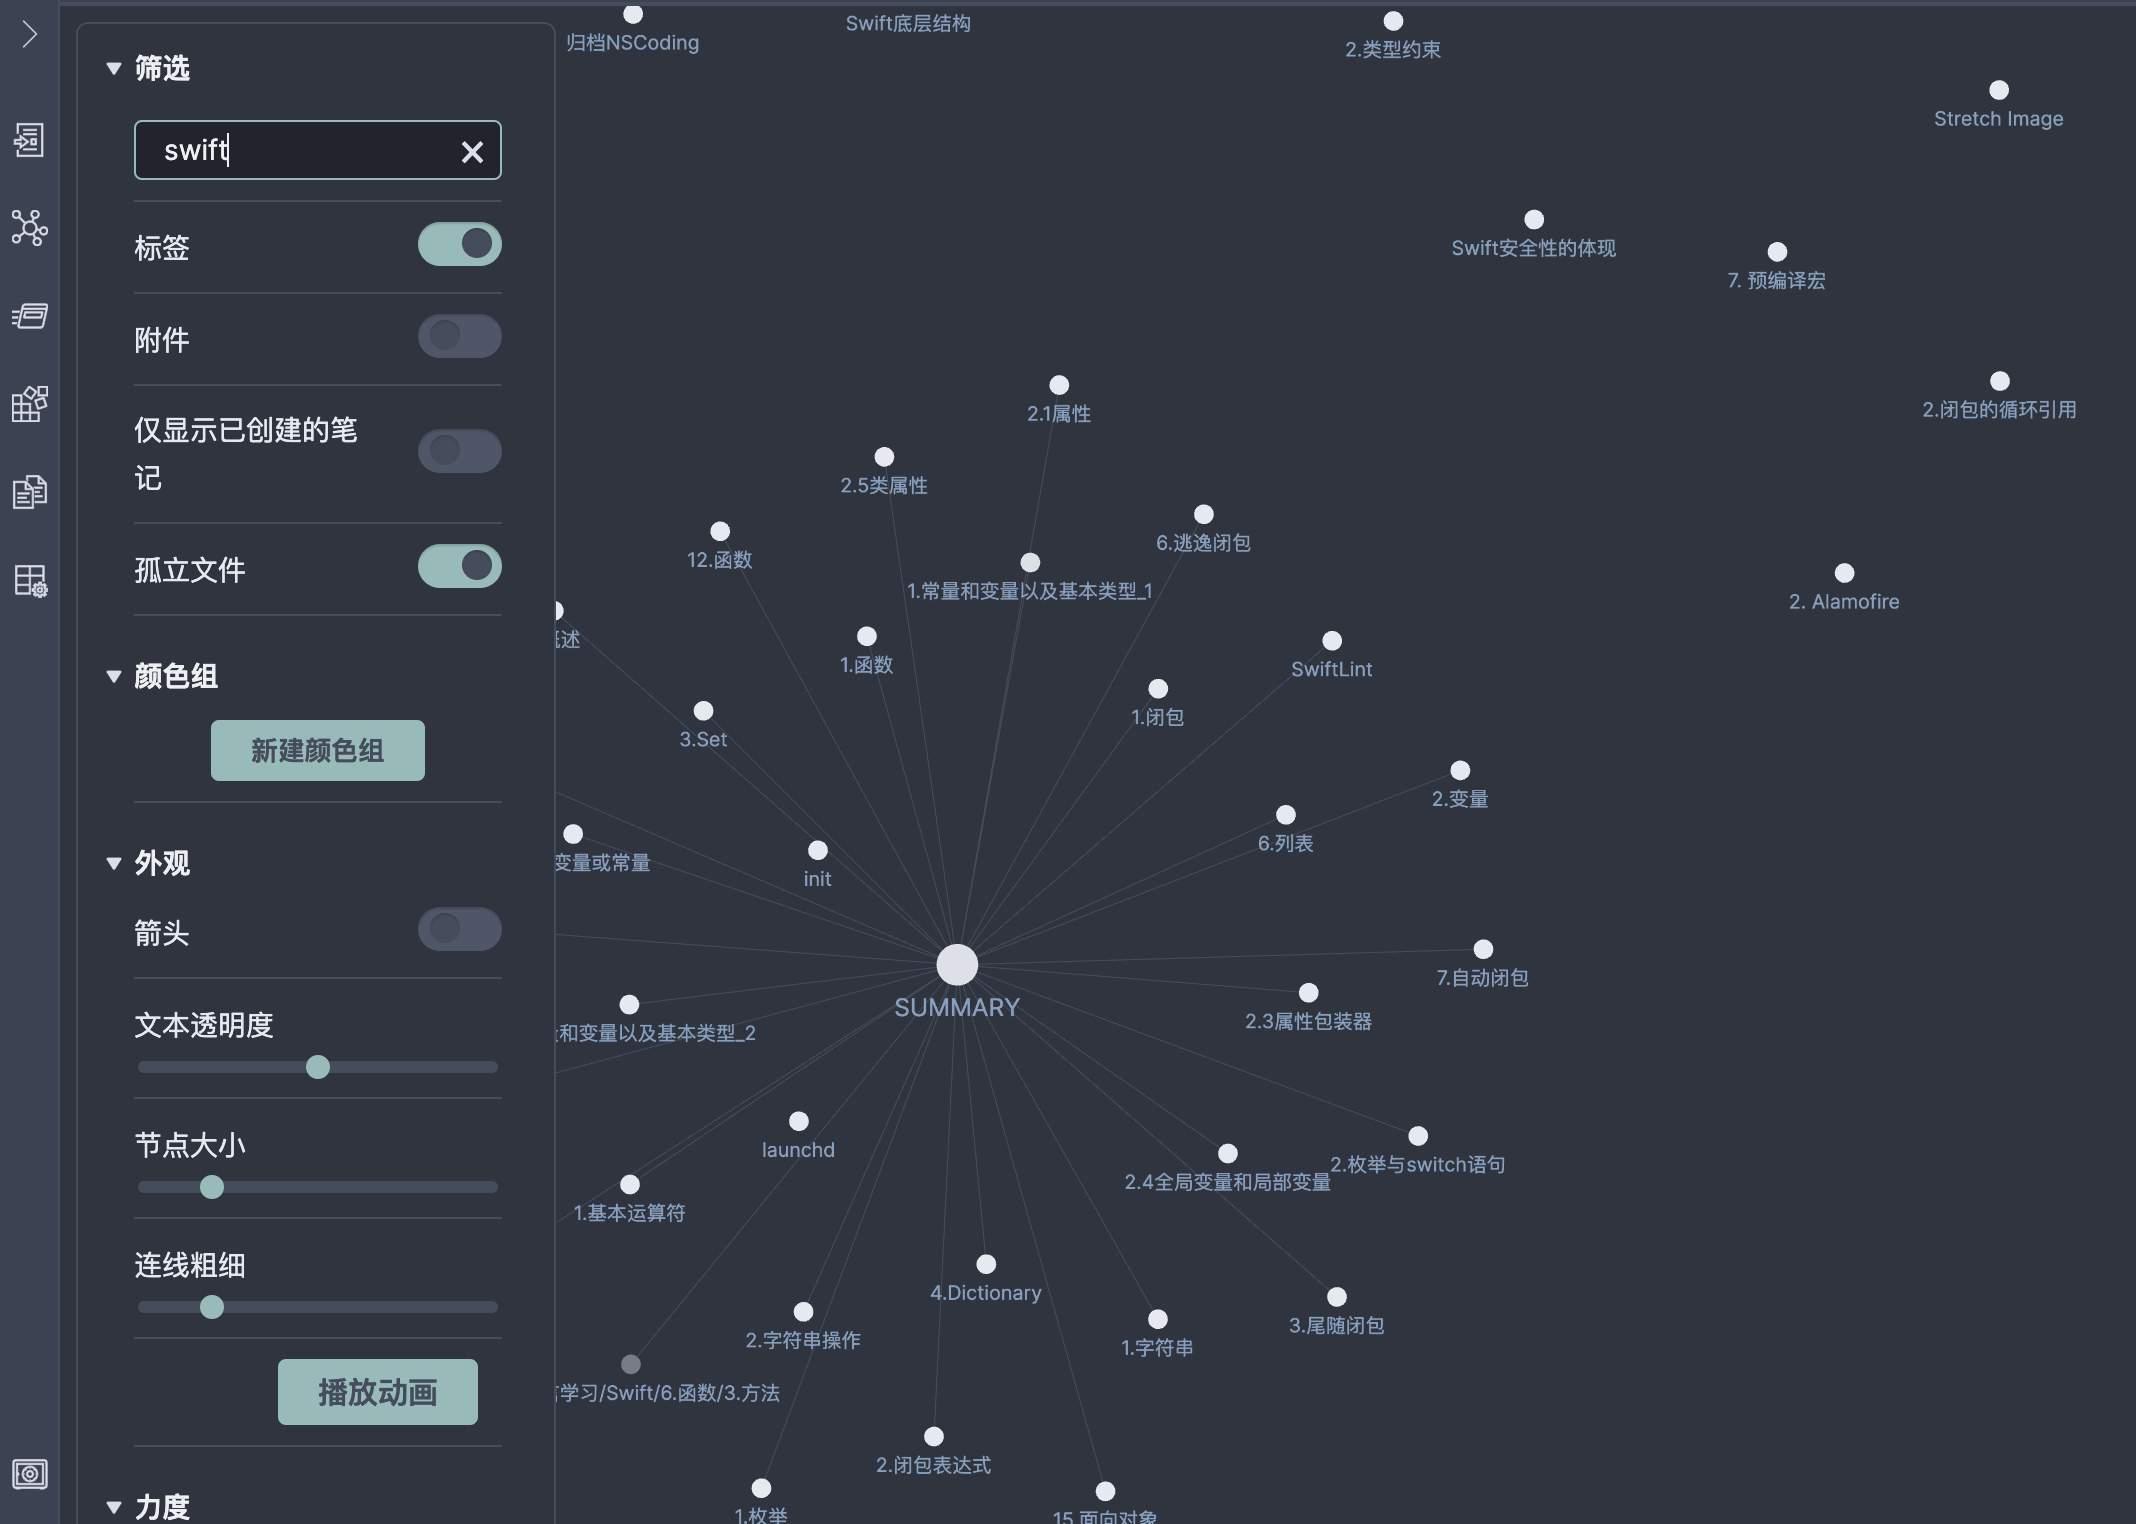 筛选
swift
标签
附件
仅显示已创建的笔
记
孤立文件
颜色组
新建颜色组
外观
箭头
文本透明度
节点大小
连线粗细
播放动画
力度
归档NSCoding
Swift底层结构
2.类型约束
Stretch Image
Swift安全性的体现
7. 预编译宏
2.1属性
2.闭包的循环引用
2.5类属性
12.函数
6.逃逸闭包
1.常量和变量以及基本类型_1
2. Alamofire
述
1.函数
SwiftLint
3.Set
1.闭包
2.变量
6.列表
变量或常量
init
7.自动闭包
SUMMARY
2.3属性包装器
和变量以及基本类型_2
launchd
2.枚举与switch语句
2.4全局变量和局部变量
1.基本运算符
4.Dictionary
3.尾随闭包
2.字符串操作
1.字符串
学习/Swift/6.函数/3.方法
2.闭包表达式
1.枚举
15.面向对象